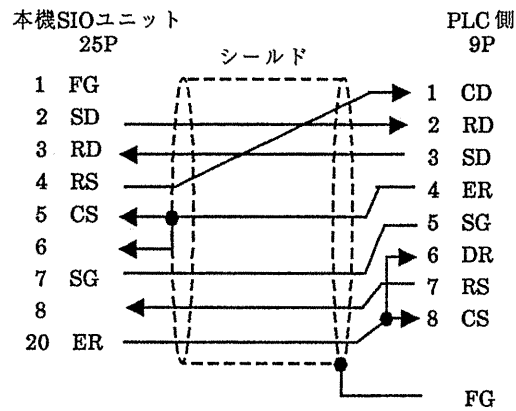 本機SIOユニット
25P
PLC側
9P
シールド
1 FG
2 SD
3 RD
4 RS
5 CS
6
7 SG
8
20 ER
1 CD
2 RD
3 SD
4 ER
5 SG
6 DR
7 RS
8 CS
FG